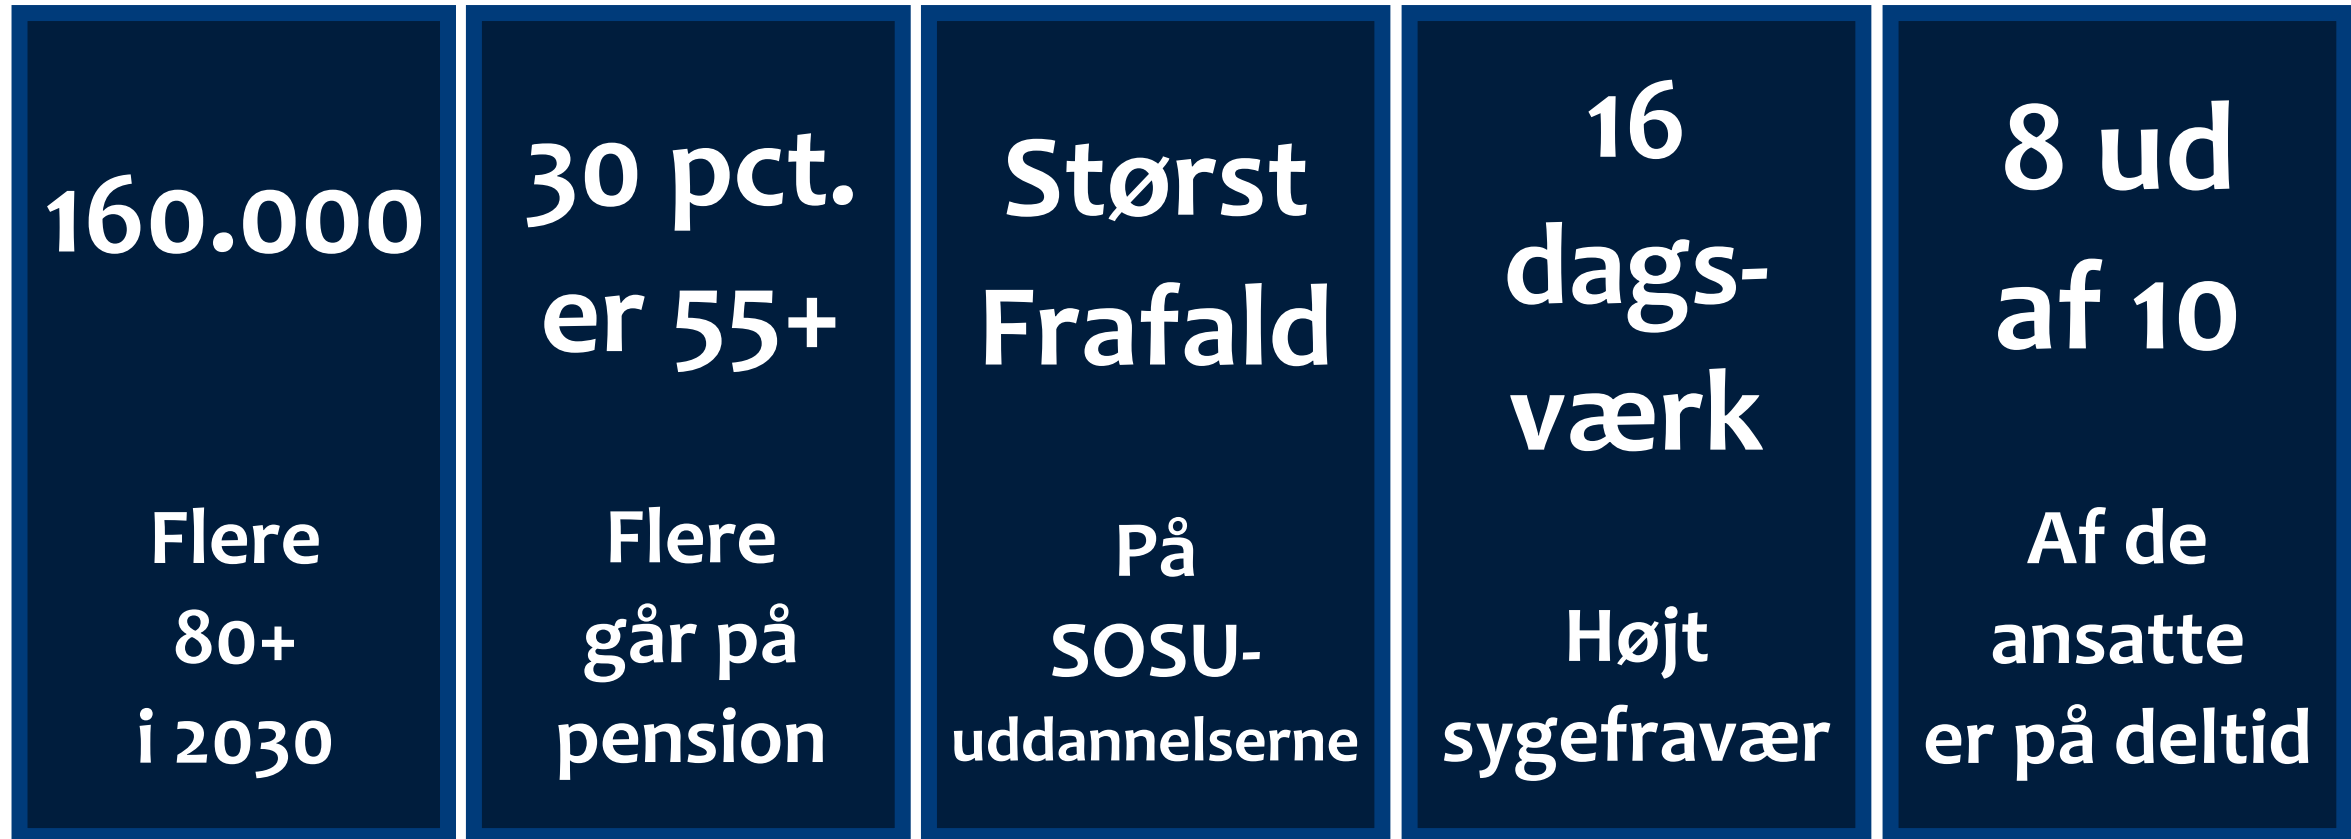 160.000
Flere
80+
i 2030
30 pct.
er 55+
Flere
går på
pension
Størst
Frafald
På
SOSU-
uddannelserne
16
dags-
værk
Højt
sygefravær
8 ud
af 10
Af de
ansatte
er på deltid